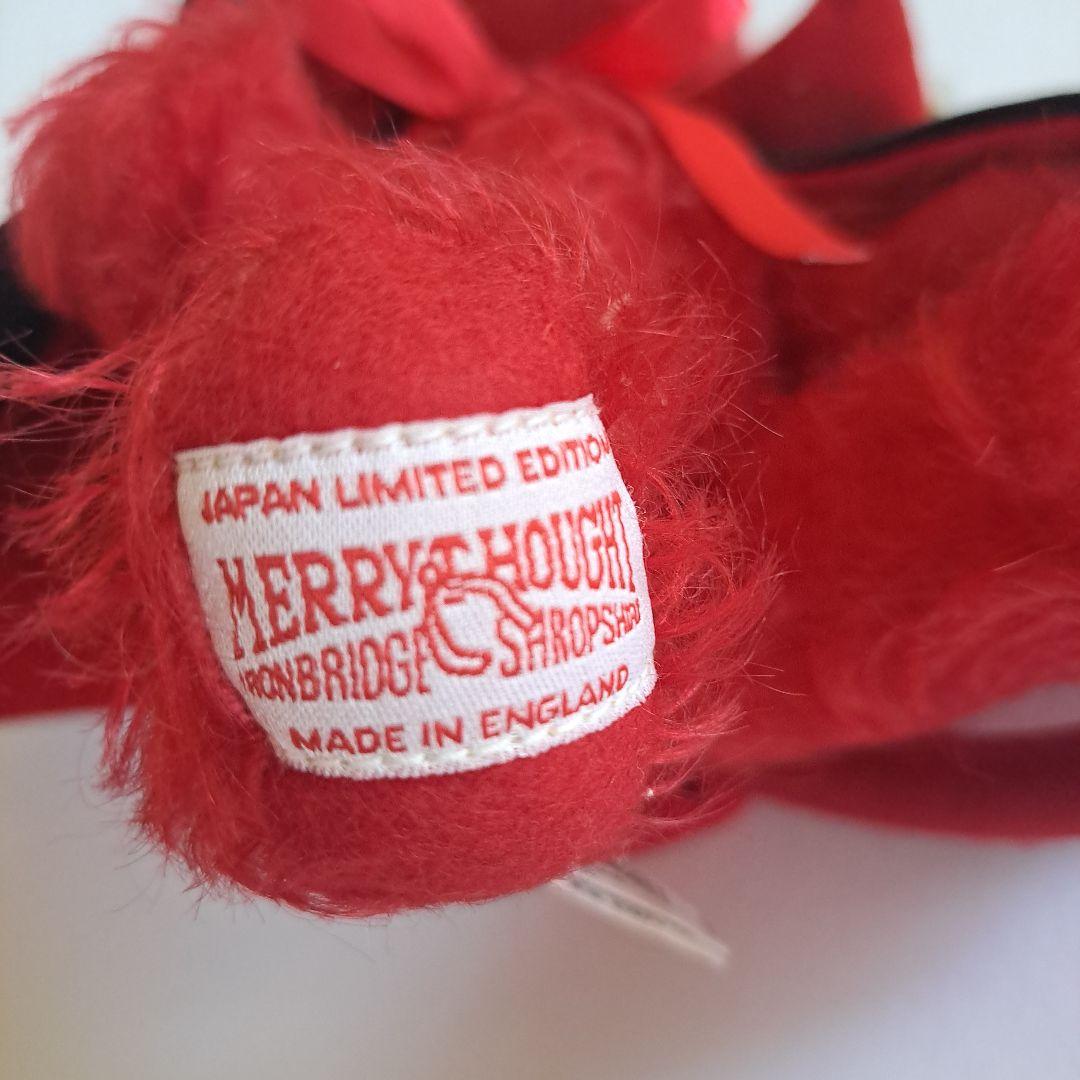 JAPAN LIMITED EDITION
MERRYTHOUGHT
IRONBRIDGE SHROPSHIRE
MADE IN ENGLAND